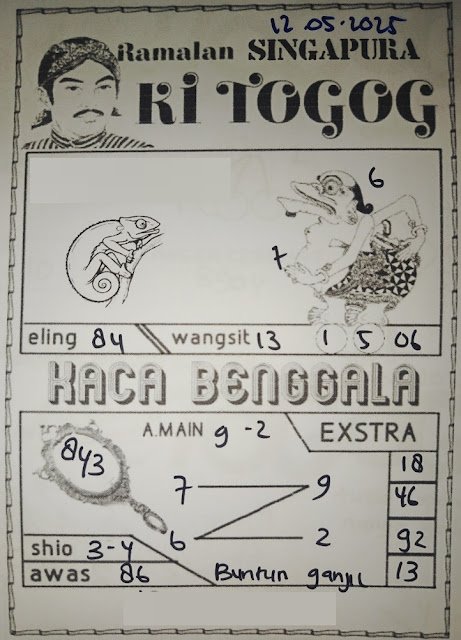 12 05-2025
Ramalan SINGAPURA
KI TOGOG
6
7
eling 84 wangsit 13 1 5 06
KACA BENGGALA
A.MAIN 9-2 EXSTRA
843
18
7 9
46
6 2
92
shio 3-4
awas 86 Buntun ganjil 13